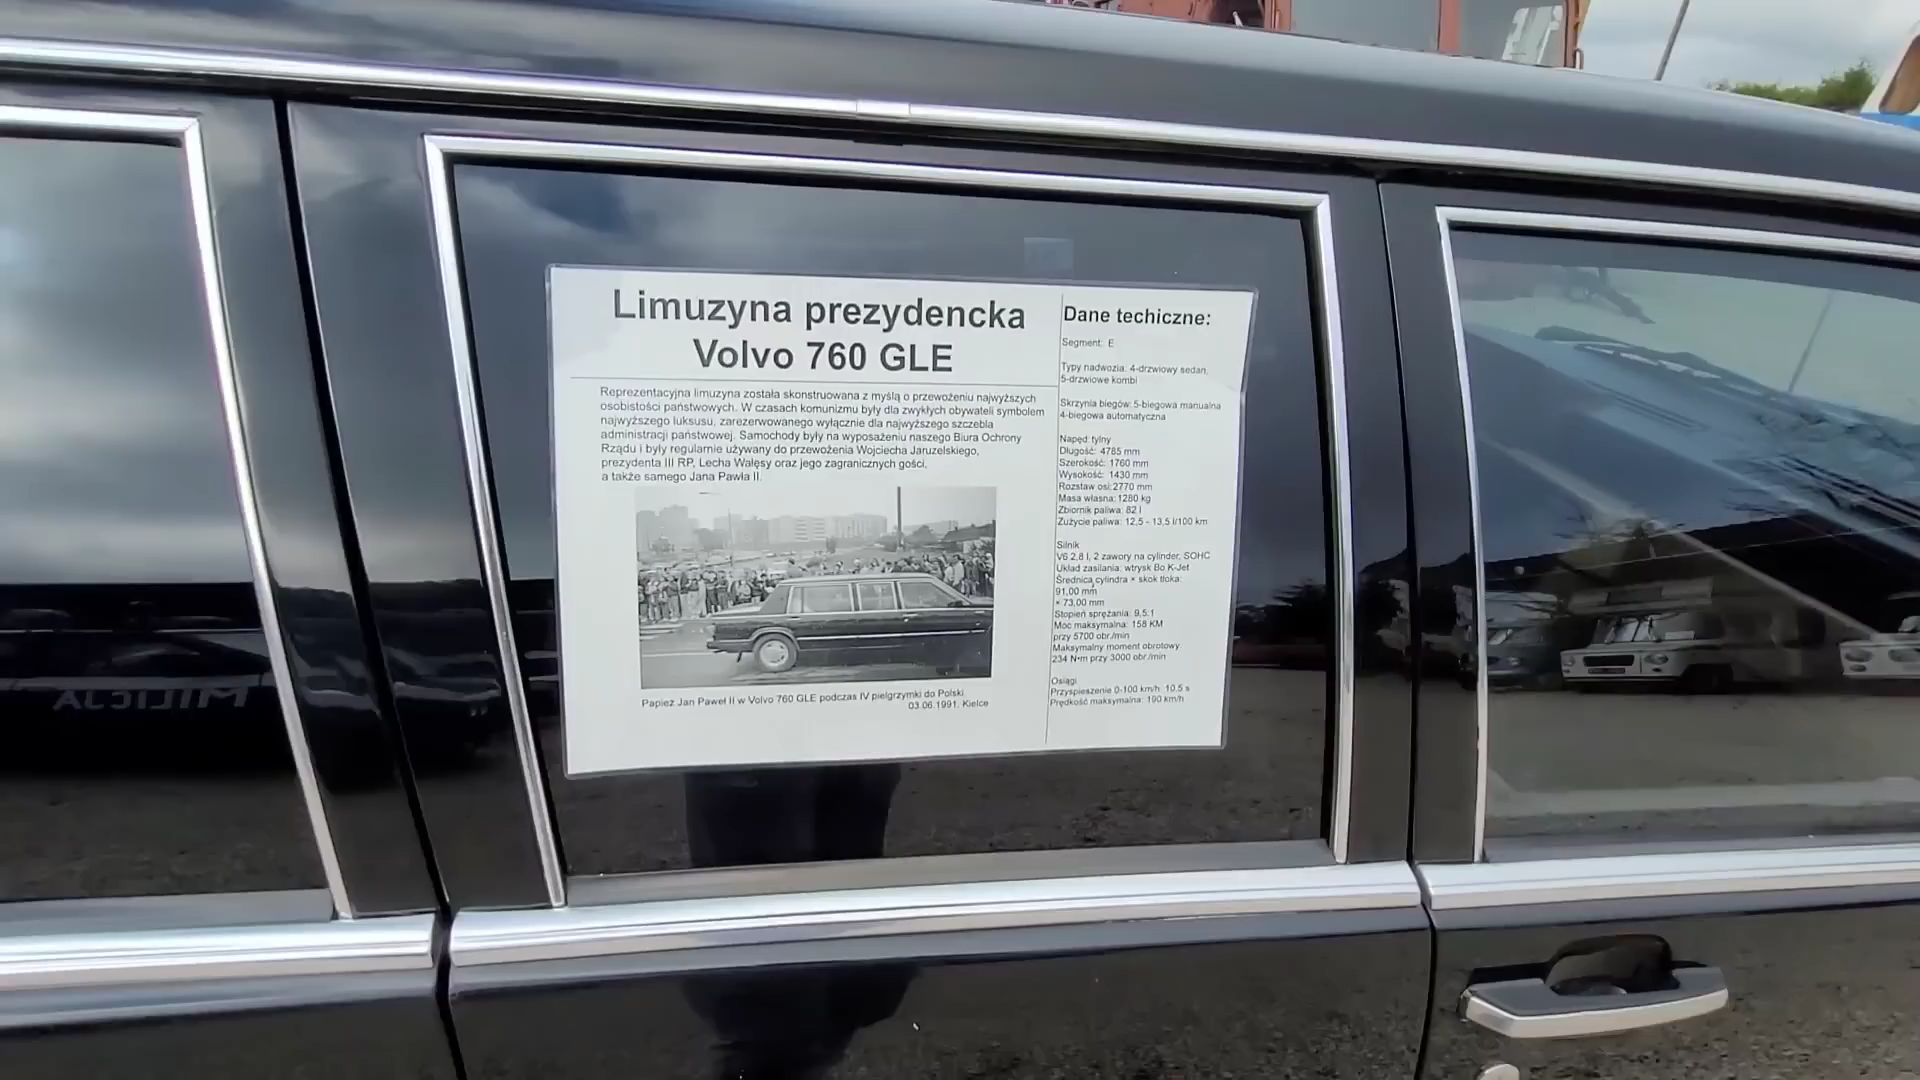 Limuzyna prezydencka
Volvo 760 GLE
Reprezentacyjna limuzyna została skonstruowana z myślą o przewożeniu najwyższych
osobistości państwowych. W czasach komunizmu były dla zwykłych obywateli symbolem
najwyższego luksusu, zarezerwowanego wyłącznie dla najwyższego szczebla
administracji państwowej. Samochody były na wyposażeniu naszego Biura Ochrony
Rządu i były regularnie używany do przewożenia Wojciecha Jaruzelskiego,
prezydenta III RP, Lecha Wałęsy oraz jego zagranicznych gości,
a także samego Jana Pawła II.
Papież Jan Paweł II w Volvo 760 GLE podczas IV pielgrzymki do Polski.
03.06.1991. Kielce
Dane techiczne:
Segment: E
Typy nadwozia: 4-drzwiowy sedan,
5-drzwiowe kombi
Skrzynia biegów: 5-biegowa manualna
4-biegowa automatyczna
Napęd: tylny
Długość: 4785 mm
Szerokość: 1760 mm
Wysokość: 1430 mm
Rozstaw osi: 2770 mm
Masa własna: 1280 kg
Zbiornik paliwa: 82 l
Zużycie paliwa: 12,5 - 13,5 l/100 km
Silnik
V6 2,8 l, 2 zawory na cylinder, SOHC
Układ zasilania: wtrysk Bo K-Jet
Średnica cylindra × skok tłoka:
91,00 mm
× 73,00 mm
Stopień sprężania: 9,5:1
Moc maksymalna: 158 KM
przy 5700 obr./min
Maksymalny moment obrotowy:
234 N•m przy 3000 obr./min
Osiągi
Przyspieszenie 0-100 km/h: 10,5 s
Prędkość maksymalna: 190 km/h
MILICJA